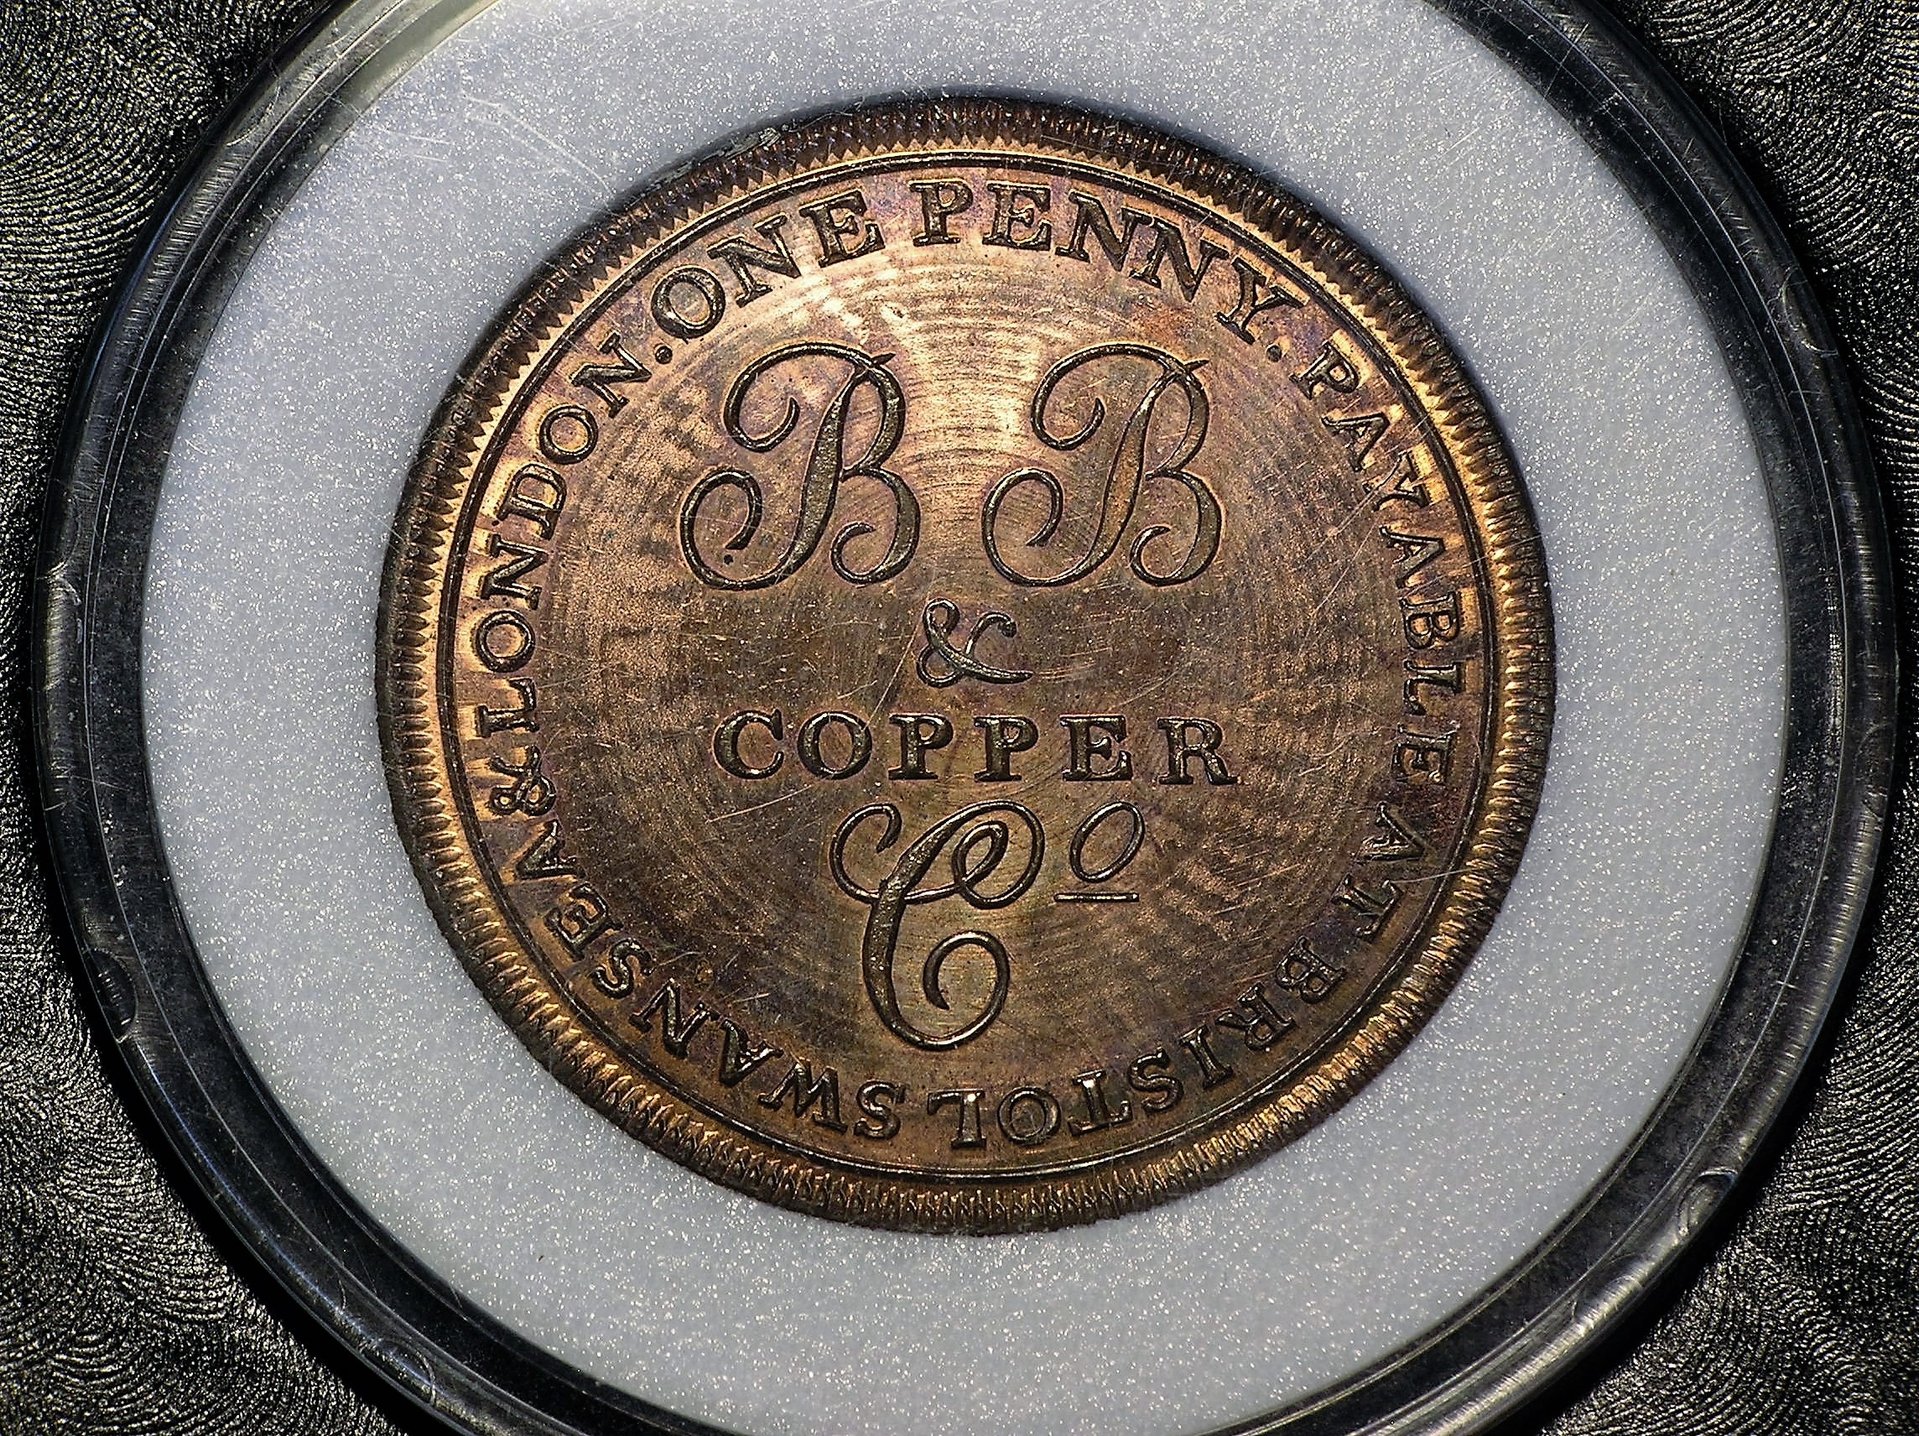 .ONE PENNY. PAYABLE AT BRISTOL SWANSEA & LONDON
B B
&
COPPER
Co